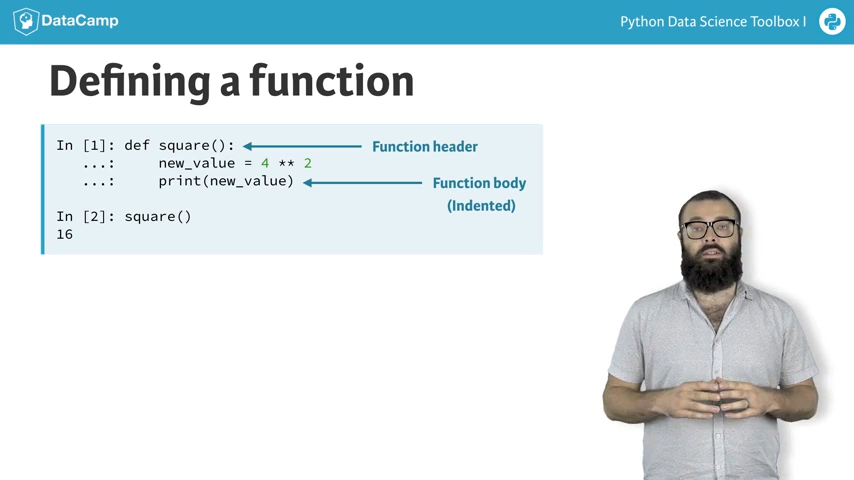 DataCamp
Python Data Science Toolbox I
Defining a function
In [1]: def square():
Function header
...: new_value = 4 ** 2
...: print(new_value)
Function body
(Indented)
In [2]: square()
16